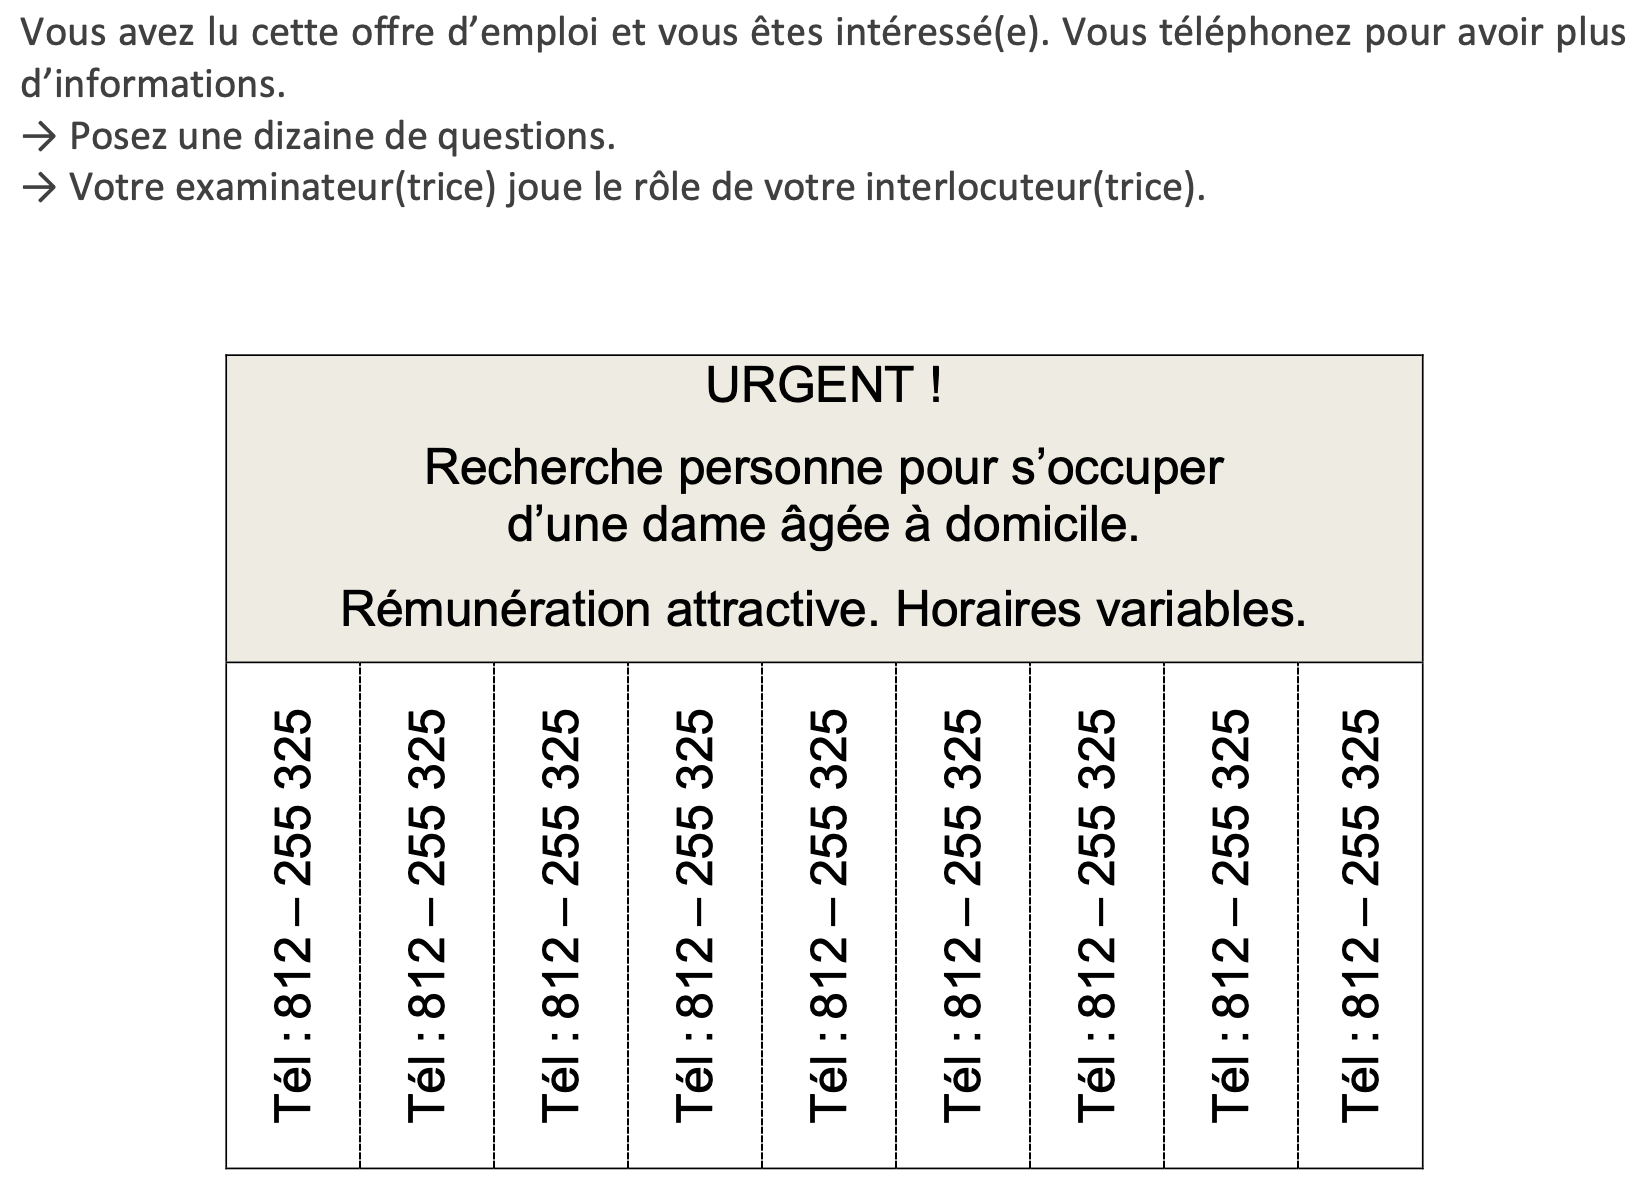 Vous avez lu cette offre d’emploi et vous êtes intéressé(e). Vous téléphonez pour avoir plus
d’informations.
→ Posez une dizaine de questions.
→ Votre examinateur(trice) joue le rôle de votre interlocuteur(trice).
URGENT !
Recherche personne pour s’occuper
d’une dame âgée à domicile.
Rémunération attractive. Horaires variables.
Tél : 812 – 255 325
Tél : 812 – 255 325
Tél : 812 – 255 325
Tél : 812 – 255 325
Tél : 812 – 255 325
Tél : 812 – 255 325
Tél : 812 – 255 325
Tél : 812 – 255 325
Tél : 812 – 255 325